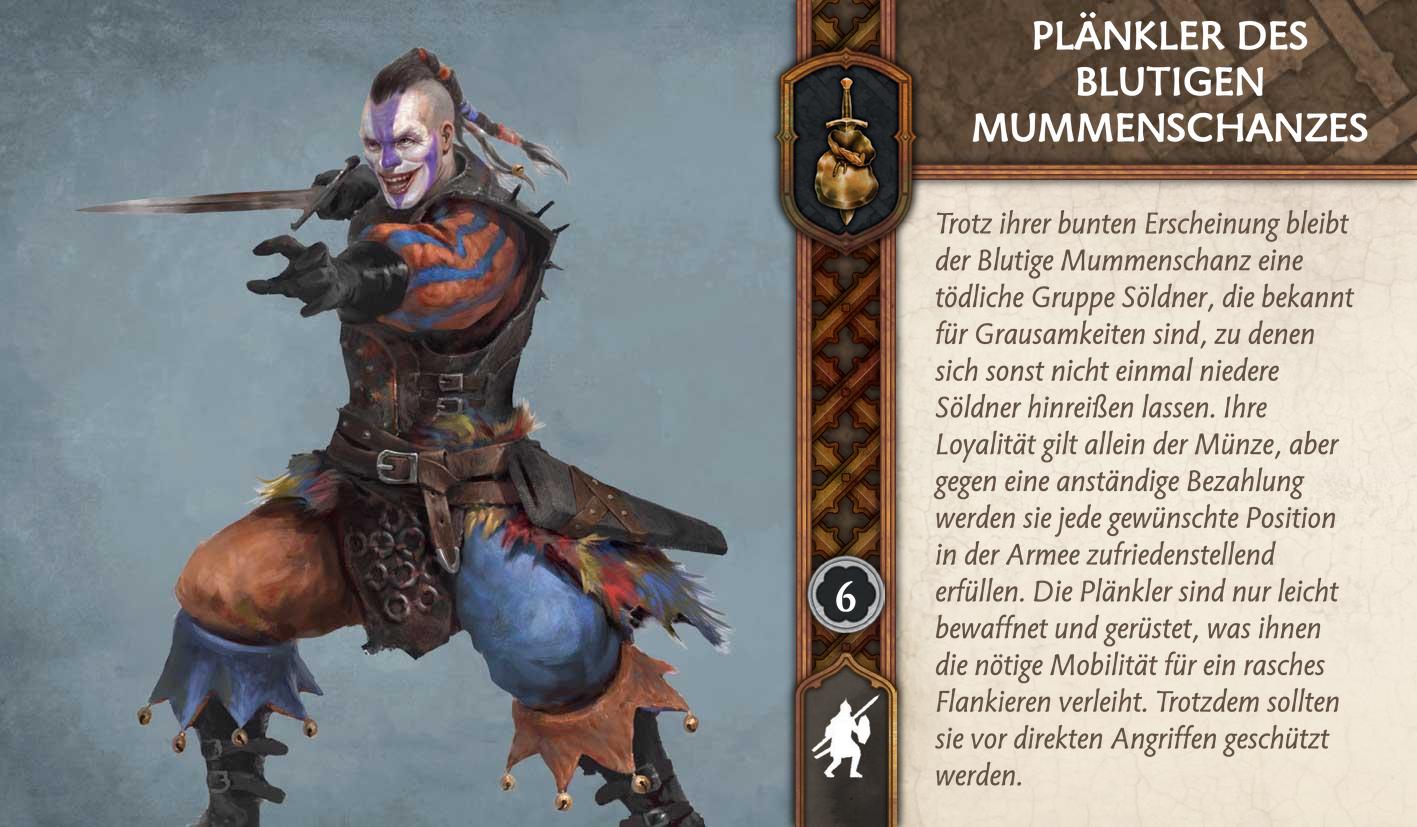 PLÄNKLER DES
BLUTIGEN
MUMMENSCHANZES
Trotz ihrer bunten Erscheinung bleibt
der Blutige Mummenschanz eine
tödliche Gruppe Söldner, die bekannt
für Grausamkeiten sind, zu denen
sich sonst nicht einmal niedere
Söldner hinreißen lassen. Ihre
Loyalität gilt allein der Münze, aber
gegen eine anständige Bezahlung
werden sie jede gewünschte Position
in der Armee zufriedenstellend
erfüllen. Die Plänkler sind nur leicht
bewaffnet und gerüstet, was ihnen
die nötige Mobilität für ein rasches
Flankieren verleiht. Trotzdem sollten
sie vor direkten Angriffen geschützt
werden.
6